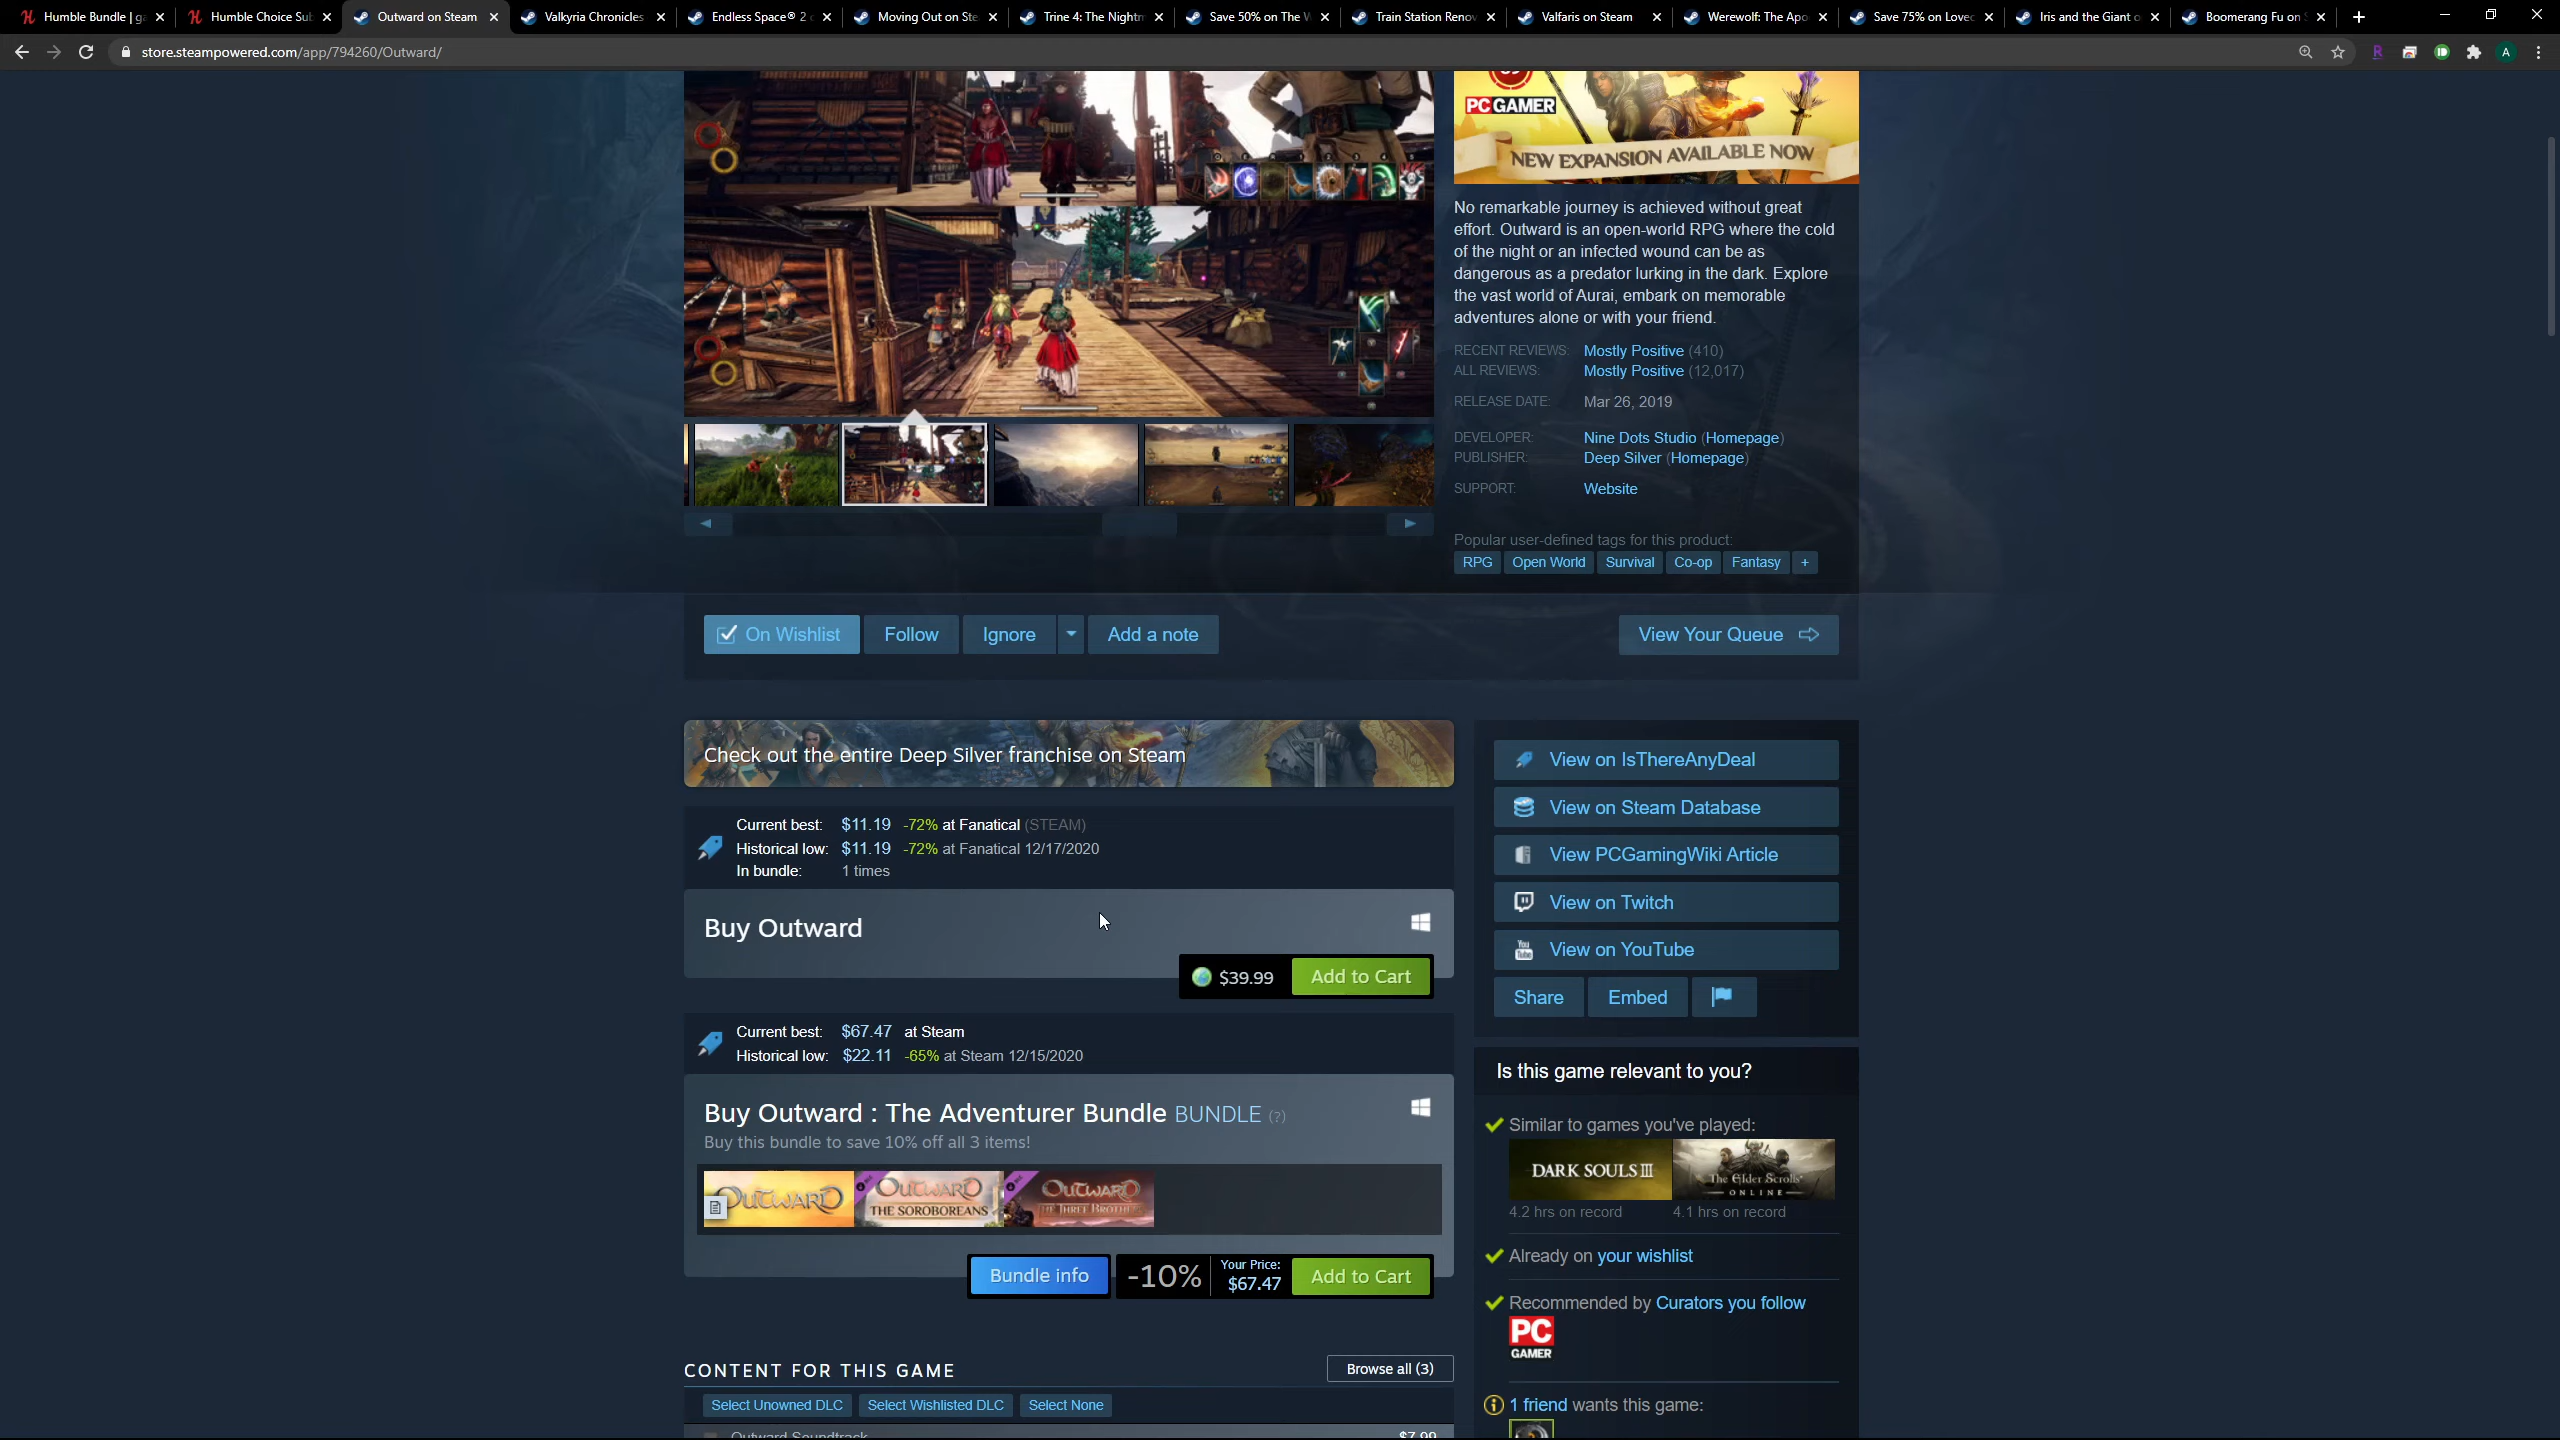 Humble Bundle | ga
Humble Choice Sub
Outward on Steam
Valkyria Chronicles
Endless Space® 2 o
Moving Out on Ste
Trine 4: The Nightm
Save 50% on The W
Train Station Renov
Valfaris on Steam
Werewolf: The Apo
Save 75% on Lovec
Iris and the Giant o
Boomerang Fu on S
store.steampowered.com/app/794260/Outward/
R
A
PC GAMER
NEW EXPANSION AVAILABLE NOW
No remarkable journey is achieved without great
effort. Outward is an open-world RPG where the cold
of the night or an infected wound can be as
dangerous as a predator lurking in the dark. Explore
the vast world of Aurai, embark on memorable
adventures alone or with your friend.
RECENT REVIEWS: Mostly Positive (410)
ALL REVIEWS: Mostly Positive (12,017)
RELEASE DATE: Mar 26, 2019
DEVELOPER: Nine Dots Studio (Homepage)
PUBLISHER: Deep Silver (Homepage)
SUPPORT: Website
Popular user-defined tags for this product:
RPG Open World Survival Co-op Fantasy +
On Wishlist Follow Ignore Add a note View Your Queue
Check out the entire Deep Silver franchise on Steam
Current best: $11.19 -72% at Fanatical (STEAM)
Historical low: $11.19 -72% at Fanatical 12/17/2020
In bundle: 1 times
Buy Outward
$39.99 Add to Cart
Current best: $67.47 at Steam
Historical low: $22.11 -65% at Steam 12/15/2020
Buy Outward : The Adventurer Bundle BUNDLE (?)
Buy this bundle to save 10% off all 3 items!
OUTWARD
OUTWARD
THE SOROBOREANS
OUTWARD
THE THREE BROTHERS
Bundle info -10% Your Price: $67.47 Add to Cart
CONTENT FOR THIS GAME Browse all (3)
Select Unowned DLC Select Wishlisted DLC Select None
Outward Soundtrack $7.99
View on IsThereAnyDeal
View on Steam Database
View PCGamingWiki Article
View on Twitch
View on YouTube
Share Embed
Is this game relevant to you?
Similar to games you've played:
DARK SOULS III
The Elder Scrolls
ONLINE
4.2 hrs on record 4.1 hrs on record
Already on your wishlist
Recommended by Curators you follow
PC
GAMER
1 friend wants this game: